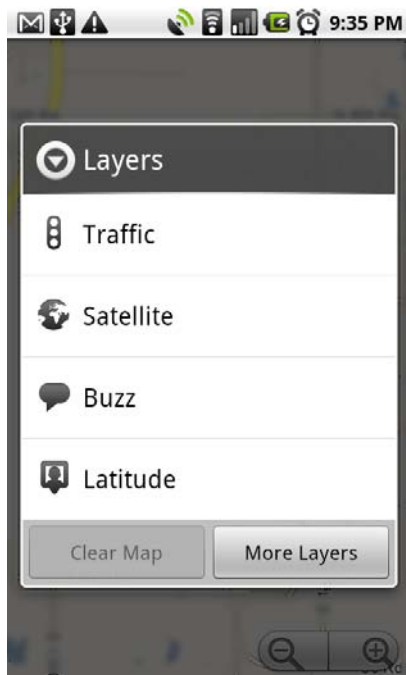 9:35 PM
Layers
Traffic
Satellite
Buzz
Latitude
Clear Map
More Layers